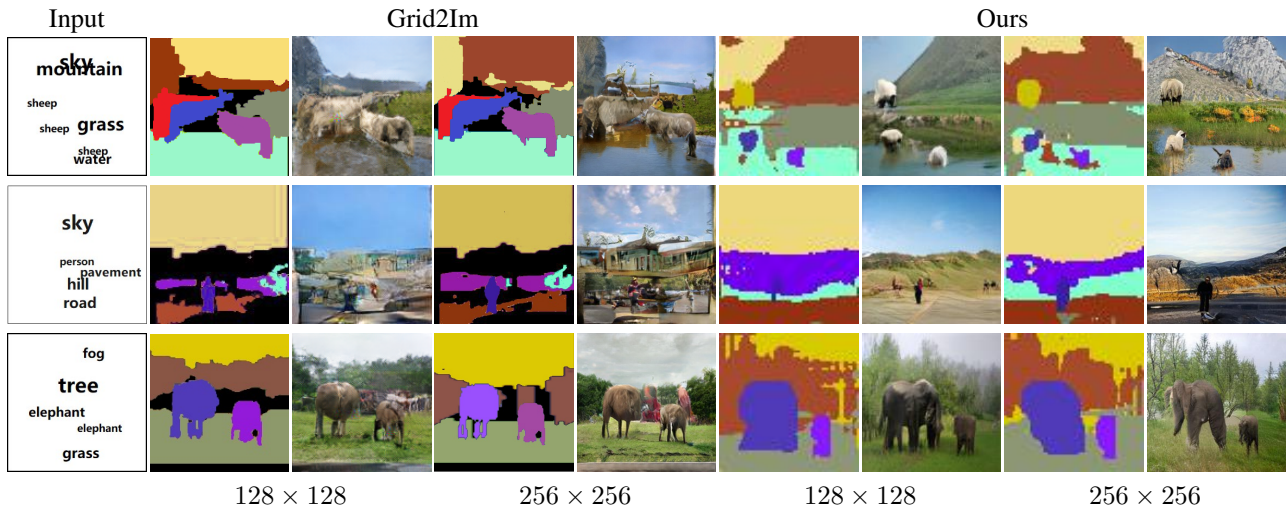 Input Grid2Im Ours
sky
mountain
sheep
sheep grass
sheep
water
sky
person
pavement
hill
road
fog
tree
elephant
elephant
grass
128 × 128 256 × 256 128 × 128 256 × 256